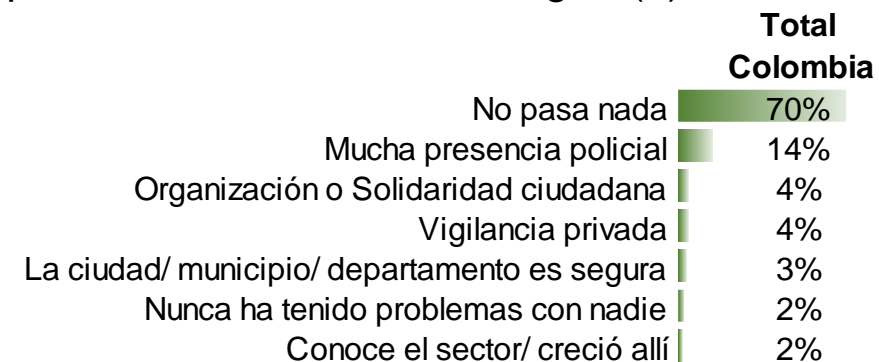 Total
Colombia
No pasa nada 70%
Mucha presencia policial 14%
Organización o Solidaridad ciudadana 4%
Vigilancia privada 4%
La ciudad/ municipio/ departamento es segura 3%
Nunca ha tenido problemas con nadie 2%
Conoce el sector/ creció allí 2%